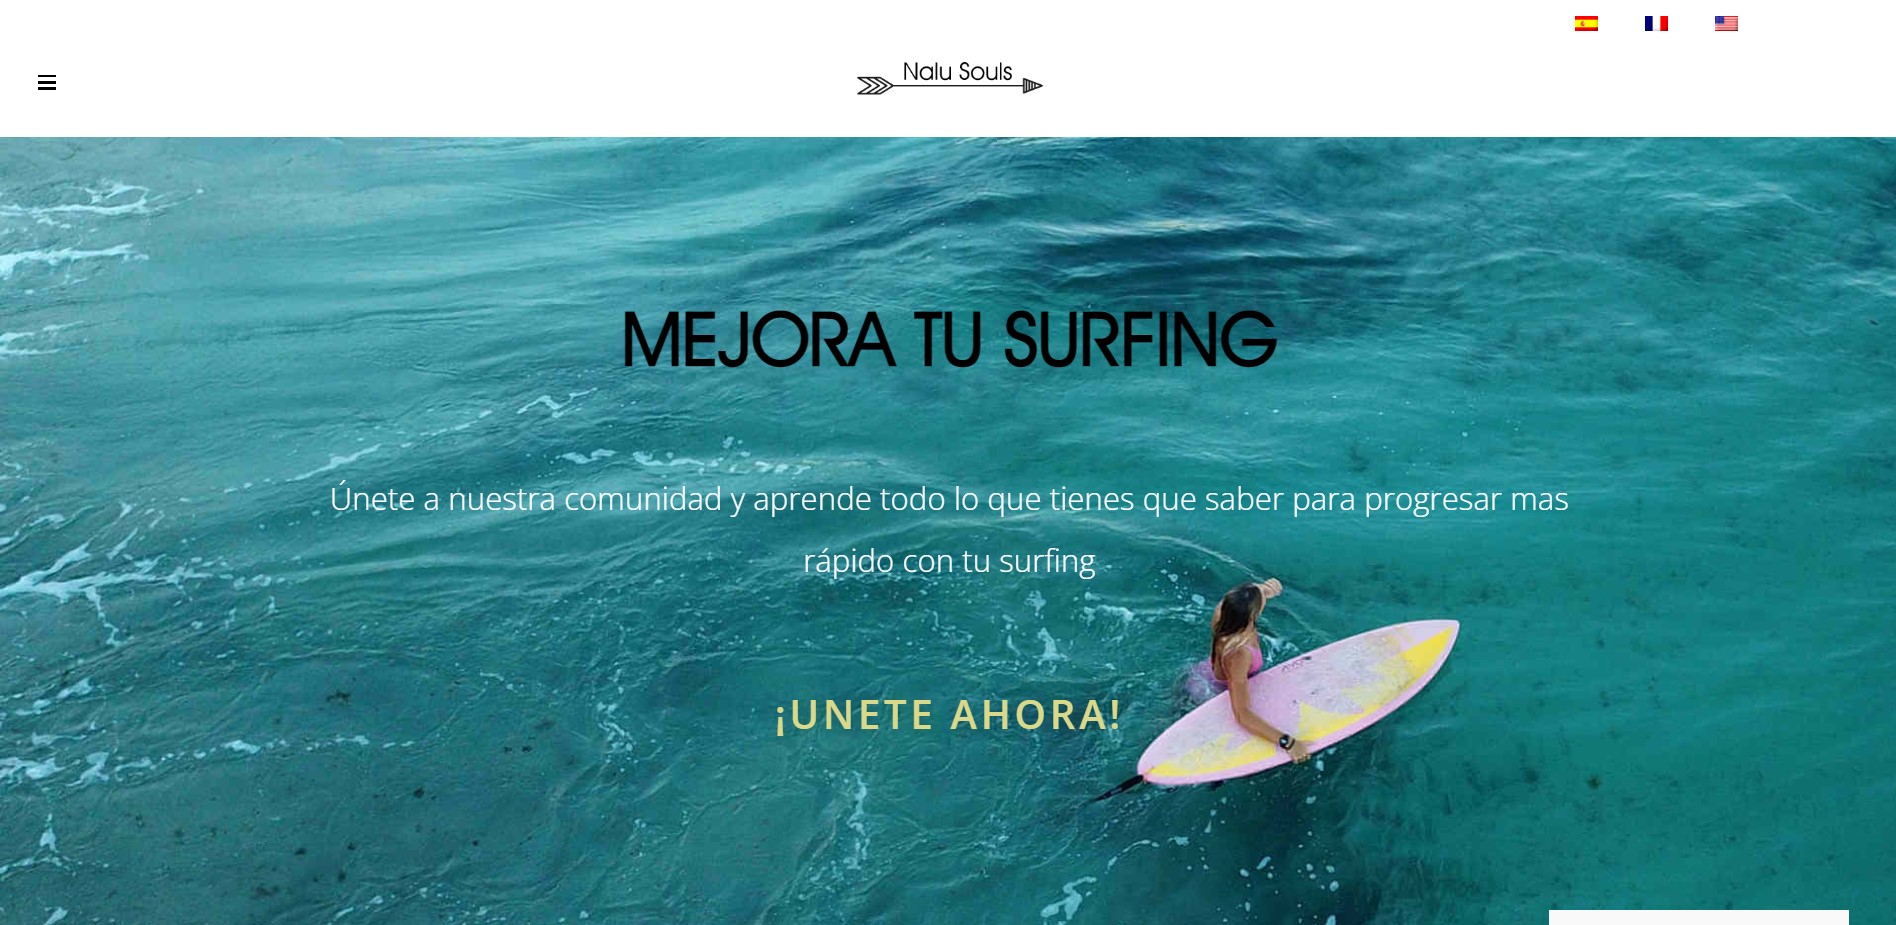 Nalu Souls
MEJORA TU SURFING
Únete a nuestra comunidad y aprende todo lo que tienes que saber para progresar mas
rápido con tu surfing
¡UNETE AHORA!